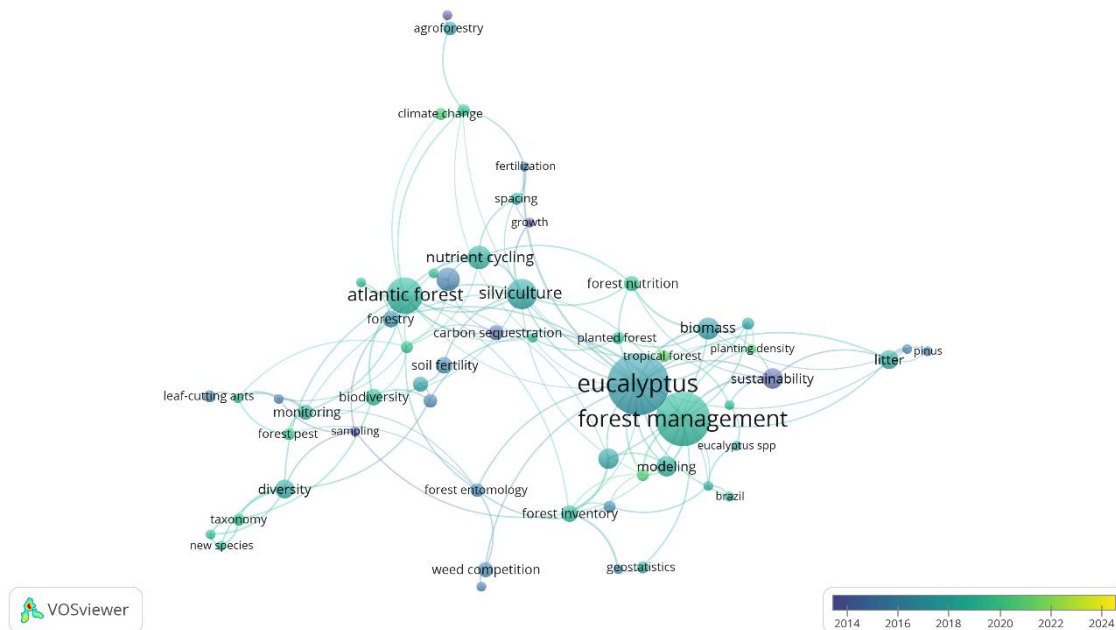 agroforestry
climate change
fertilization
spacing
growth
nutrient cycling
forest nutrition
atlantic forest
silviculture
forestry
carbon sequestration
planted forest
biomass
planting density
tropical forest
litter
pinus
soil fertility
eucalyptus
sustainability
leaf-cutting ants
biodiversity
monitoring
forest management
forest pest
sampling
eucalyptus spp
modeling
diversity
forest entomology
brazil
forest inventory
taxonomy
new species
weed competition
geostatistics
VOSviewer
2014 2016 2018 2020 2022 2024